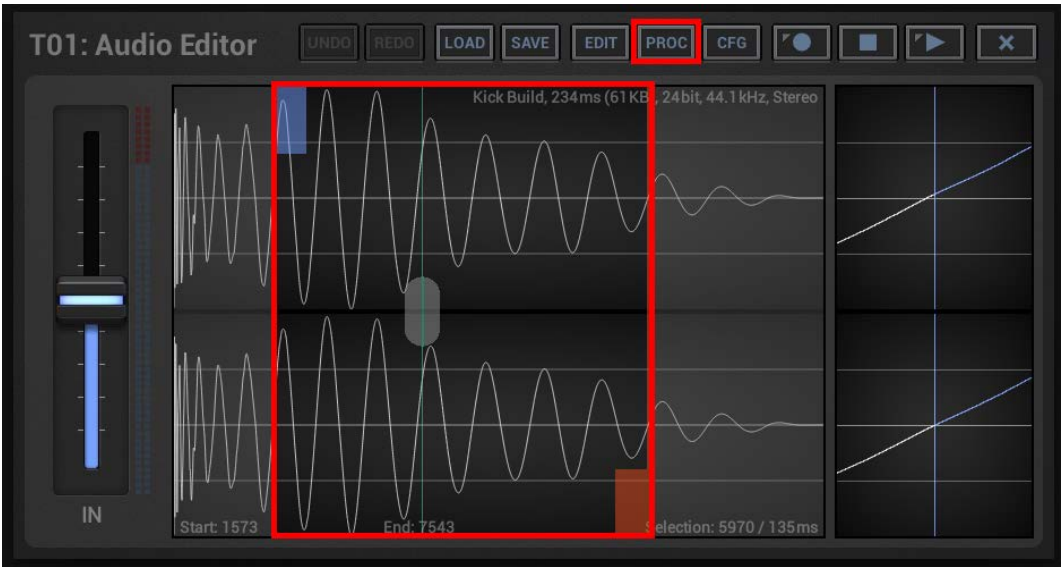 T01: Audio Editor
UNDO
REDO
LOAD
SAVE
EDIT
PROC
CFG
Kick Build, 234ms (61KB), 24bit, 44.1kHz, Stereo
Start: 1573
End: 7543
Selection: 5970 / 135ms
IN